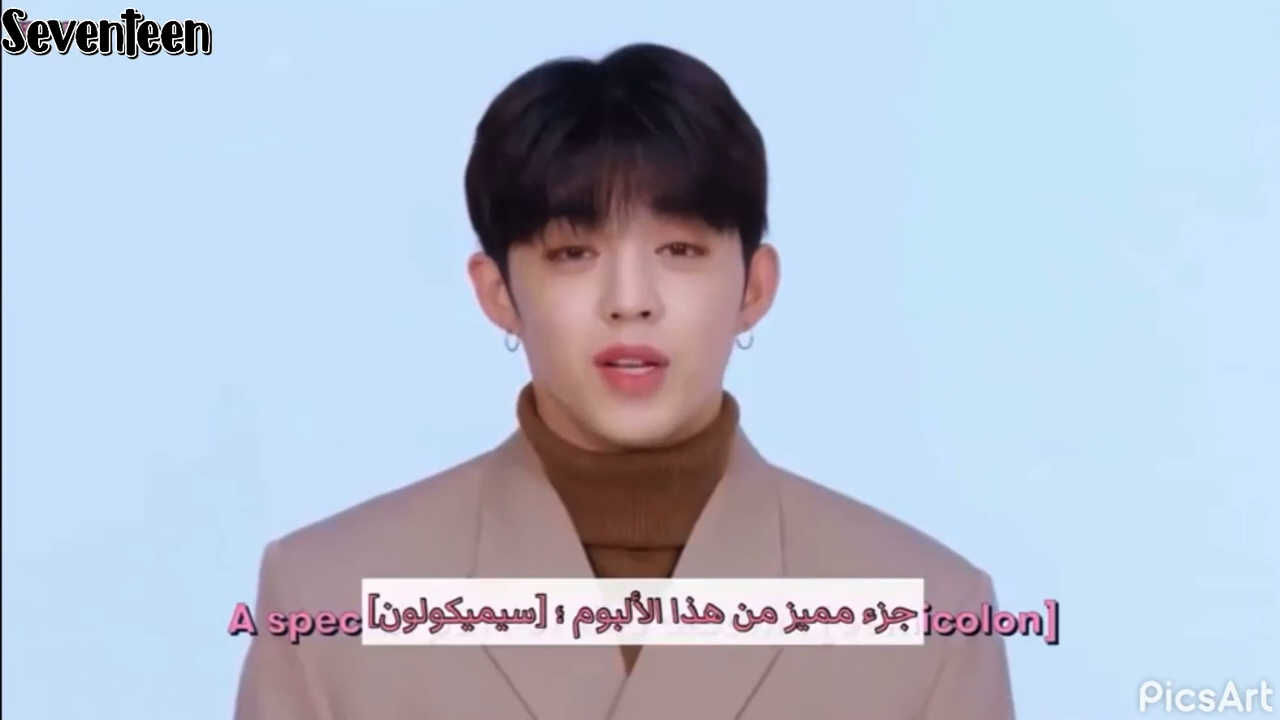 Seventeen
A spec
جزء مميز من هذا الألبوم ؛ [سيميكولون]
icolon]
PicsArt